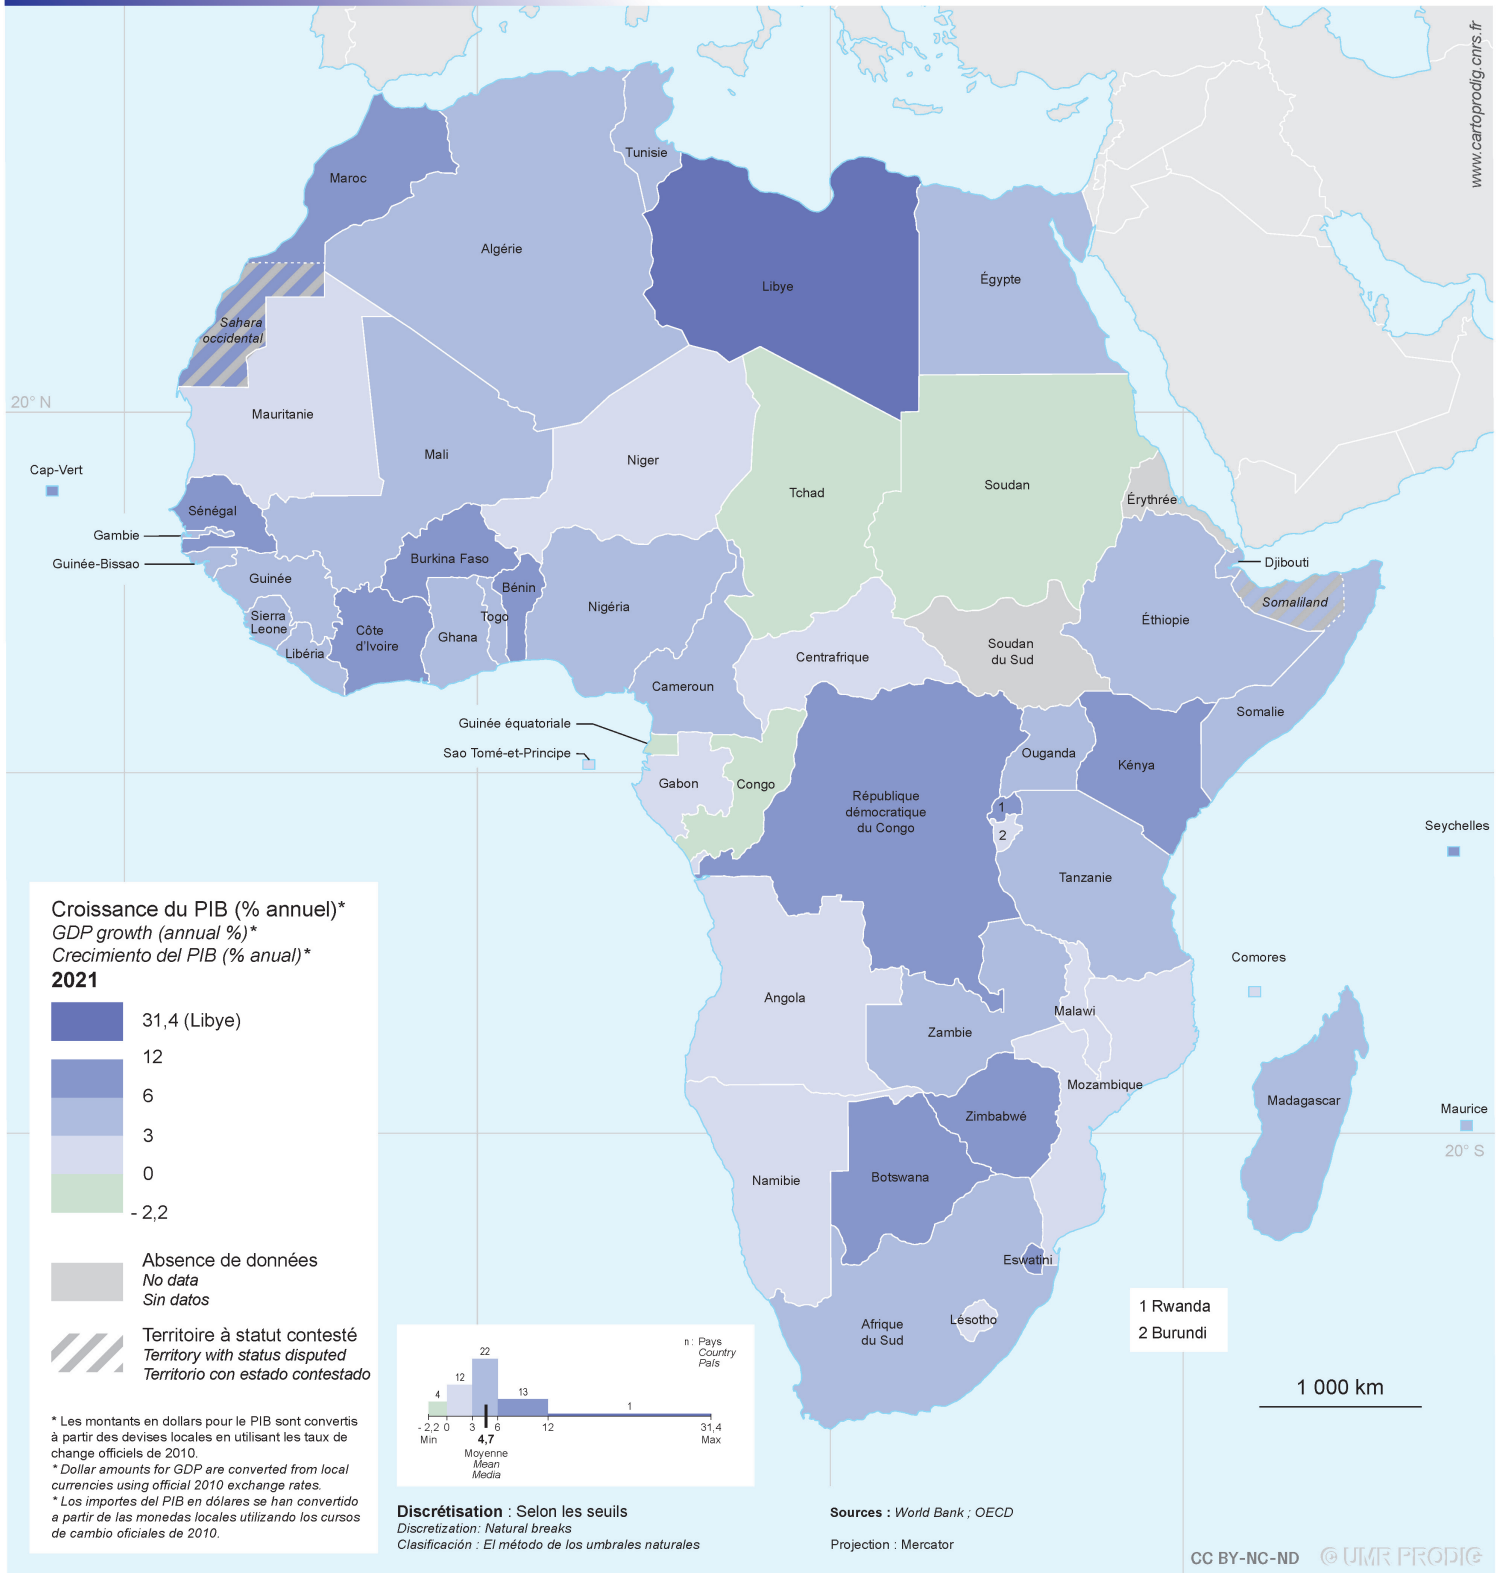 www.cartoprodig.cnrs.fr
Tunisie
Maroc
Algérie
Libye
Égypte
Sahara
occidental
20° N
Mauritanie
Mali
Niger
Cap-Vert
Tchad
Soudan
Érythrée
Sénégal
Gambie
Guinée-Bissao
Burkina Faso
Djibouti
Guinée
Bénin
Somaliland
Sierra
Leone
Togo
Nigéria
Éthiopie
Côte
d'Ivoire
Ghana
Libéria
Soudan
du Sud
Centrafrique
Cameroun
Somalie
Guinée équatoriale
Sao Tomé-et-Principe
Ouganda
Kénya
Gabon
Congo
République
démocratique
du Congo
1
2
Seychelles
Tanzanie
Comores
Angola
Malawi
Zambie
Mozambique
Madagascar
Maurice
Zimbabwé
20° S
Namibie
Botswana
Eswatini
Lésotho
Afrique
du Sud
1 Rwanda
2 Burundi
1 000 km
Croissance du PIB (% annuel)*
GDP growth (annual %)*
Crecimiento del PIB (% anual)*
2021
31,4 (Libye)
12
6
3
0
- 2,2
Absence de données
No data
Sin datos
Territoire à statut contesté
Territory with status disputed
Territorio con estado contestado
* Les montants en dollars pour le PIB sont convertis
à partir des devises locales en utilisant les taux de
change officiels de 2010.
* Dollar amounts for GDP are converted from local
currencies using official 2010 exchange rates.
* Los importes del PIB en dólares se han convertido
a partir de las monedas locales utilizando los cursos
de cambio oficiales de 2010.
n : Pays
Country
País
4 12 22 13 1
- 2,2 0 3 6 12 31,4
Min 4,7 Max
Moyenne
Mean
Media
Discrétisation : Selon les seuils
Discretization: Natural breaks
Clasificación : El método de los umbrales naturales
Sources : World Bank ; OECD
Projection : Mercator
CC BY-NC-ND © UMR PRODIG